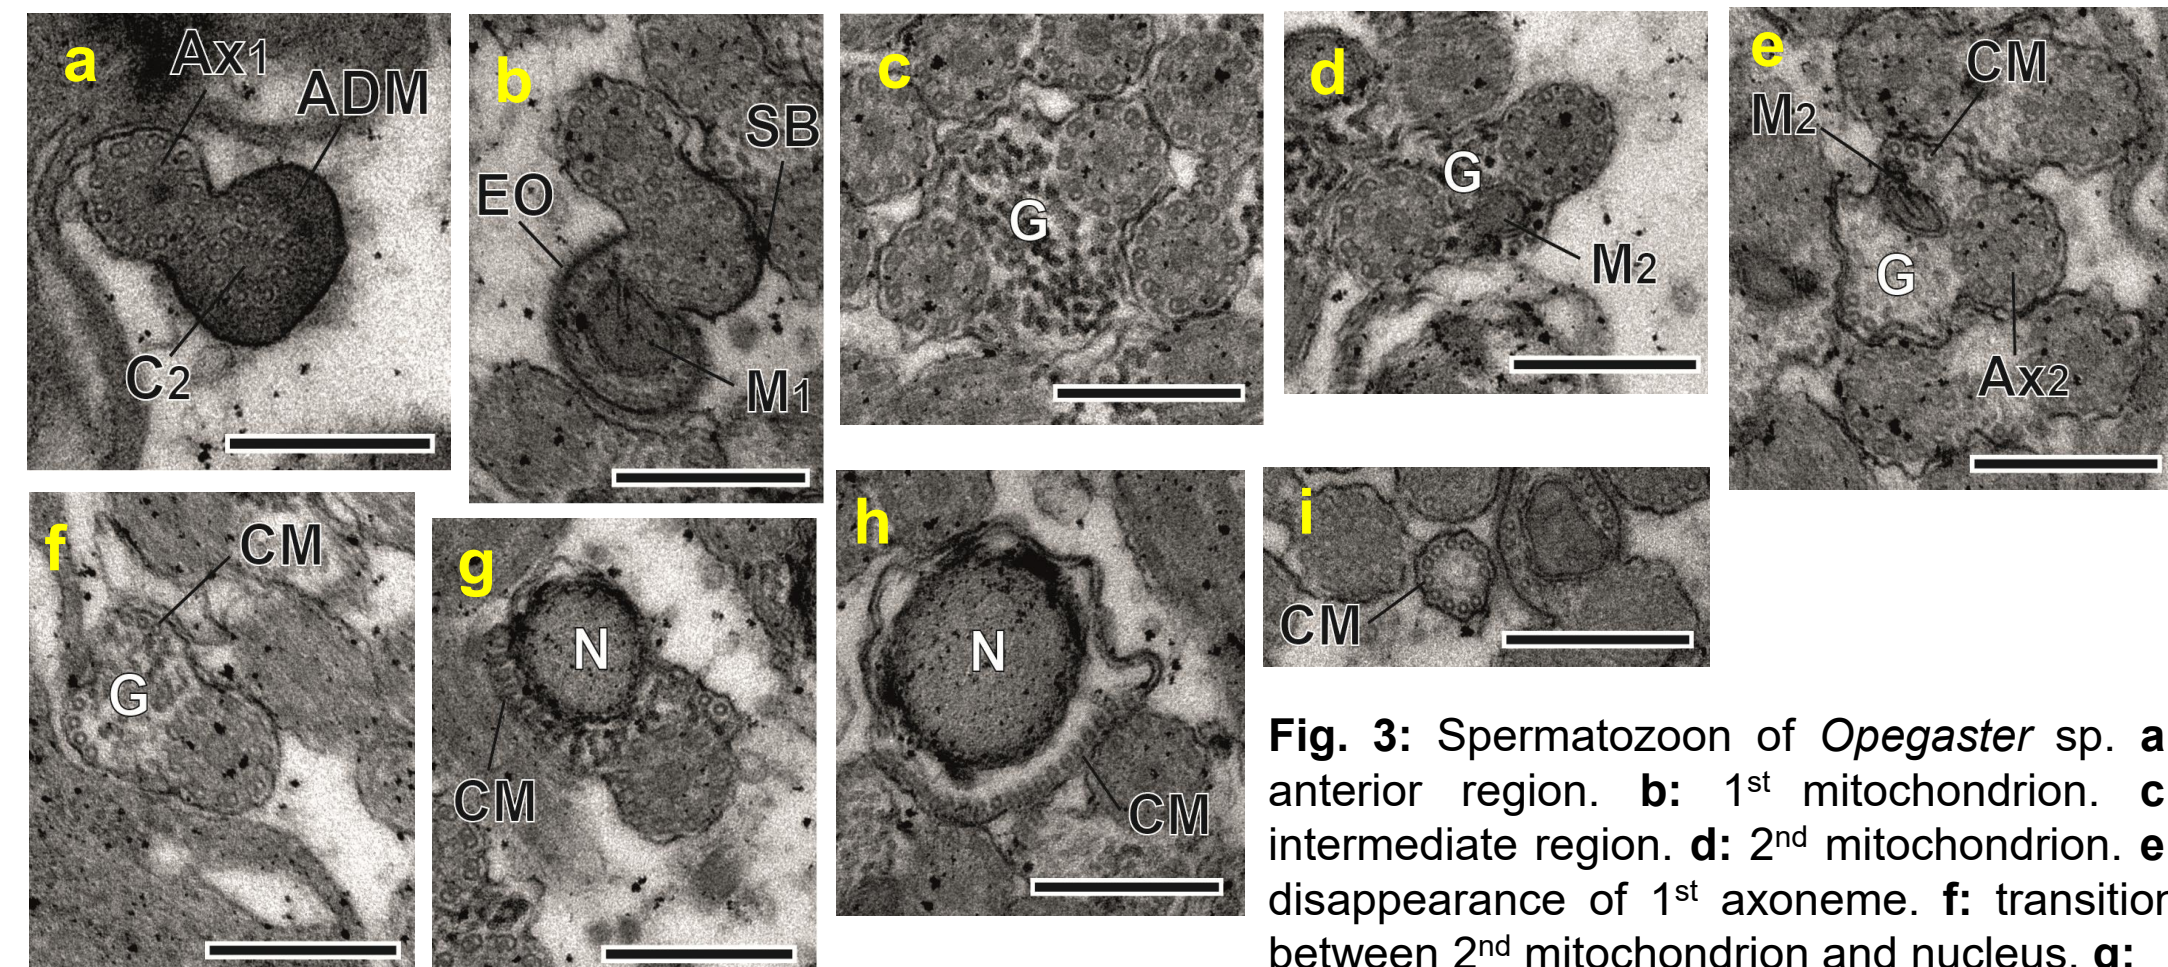 a
Ax1
ADM
C2
b
SB
EO
M1
c
G
d
G
M2
e
CM
M2
G
Ax2
f
CM
G
g
N
CM
h
N
CM
i
CM
Fig. 3: Spermatozoon of Opegaster sp. a
anterior region. b: 1st mitochondrion. c
intermediate region. d: 2nd mitochondrion. e
disappearance of 1st axoneme. f: transition
between 2nd mitochondrion and nucleus. g: